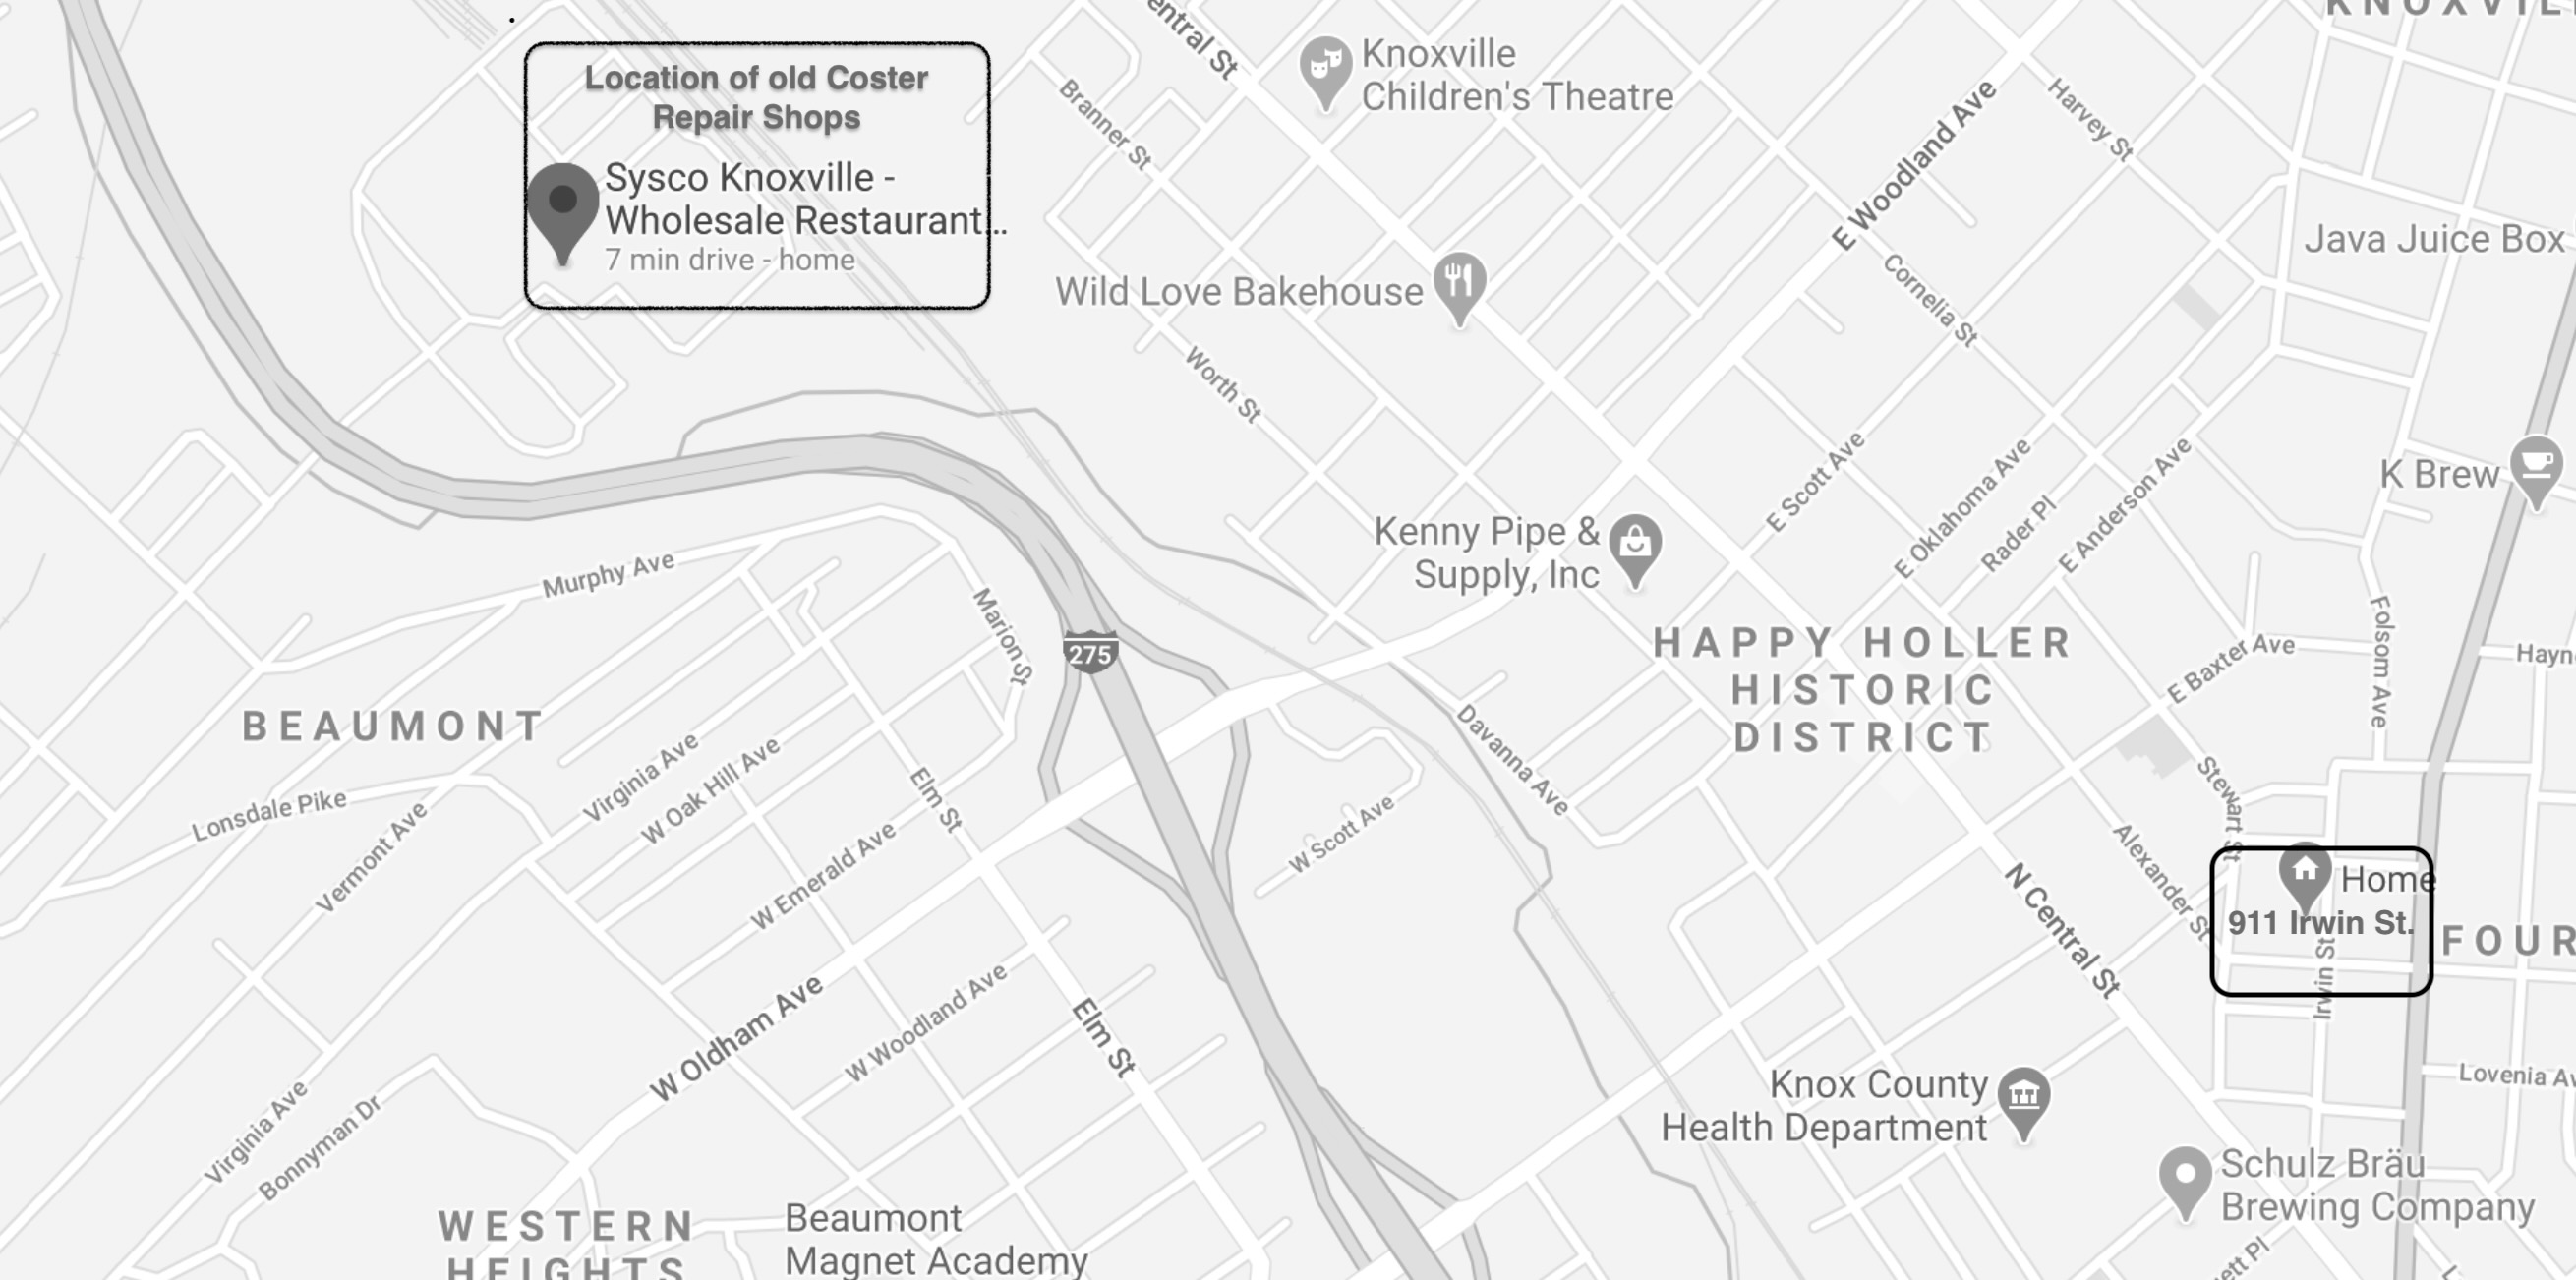 KNOXVIL
entral St
Knoxville
Children's Theatre
Location of old Coster
Repair Shops
Sysco Knoxville -
Wholesale Restaurant...
7 min drive - home
Branner St
E Woodland Ave
Harvey St
Java Juice Box
Cornelia St
Wild Love Bakehouse
Worth St
E Scott Ave
E Oklahoma Ave
Rader Pl
E Anderson Ave
K Brew
Kenny Pipe &
Supply, Inc
Murphy Ave
Marion St
275
HAPPY HOLLER
HISTORIC
DISTRICT
Folsom Ave
E Baxter Ave
Hayn
BEAUMONT
Davanna Ave
Virginia Ave
W Oak Hill Ave
Elm St
Lonsdale Pike
Vermont Ave
W Emerald Ave
W Scott Ave
Stewart St
Alexander St
N Central St
Home
911 Irwin St.
Irwin St
FOUR
W Oldham Ave
W Woodland Ave
Elm St
Virginia Ave
Bonnyman Dr
Knox County
Health Department
Lovenia Av
Schulz Bräu
Brewing Company
WESTERN
HEIGHTS
Beaumont
Magnet Academy
ett Pl